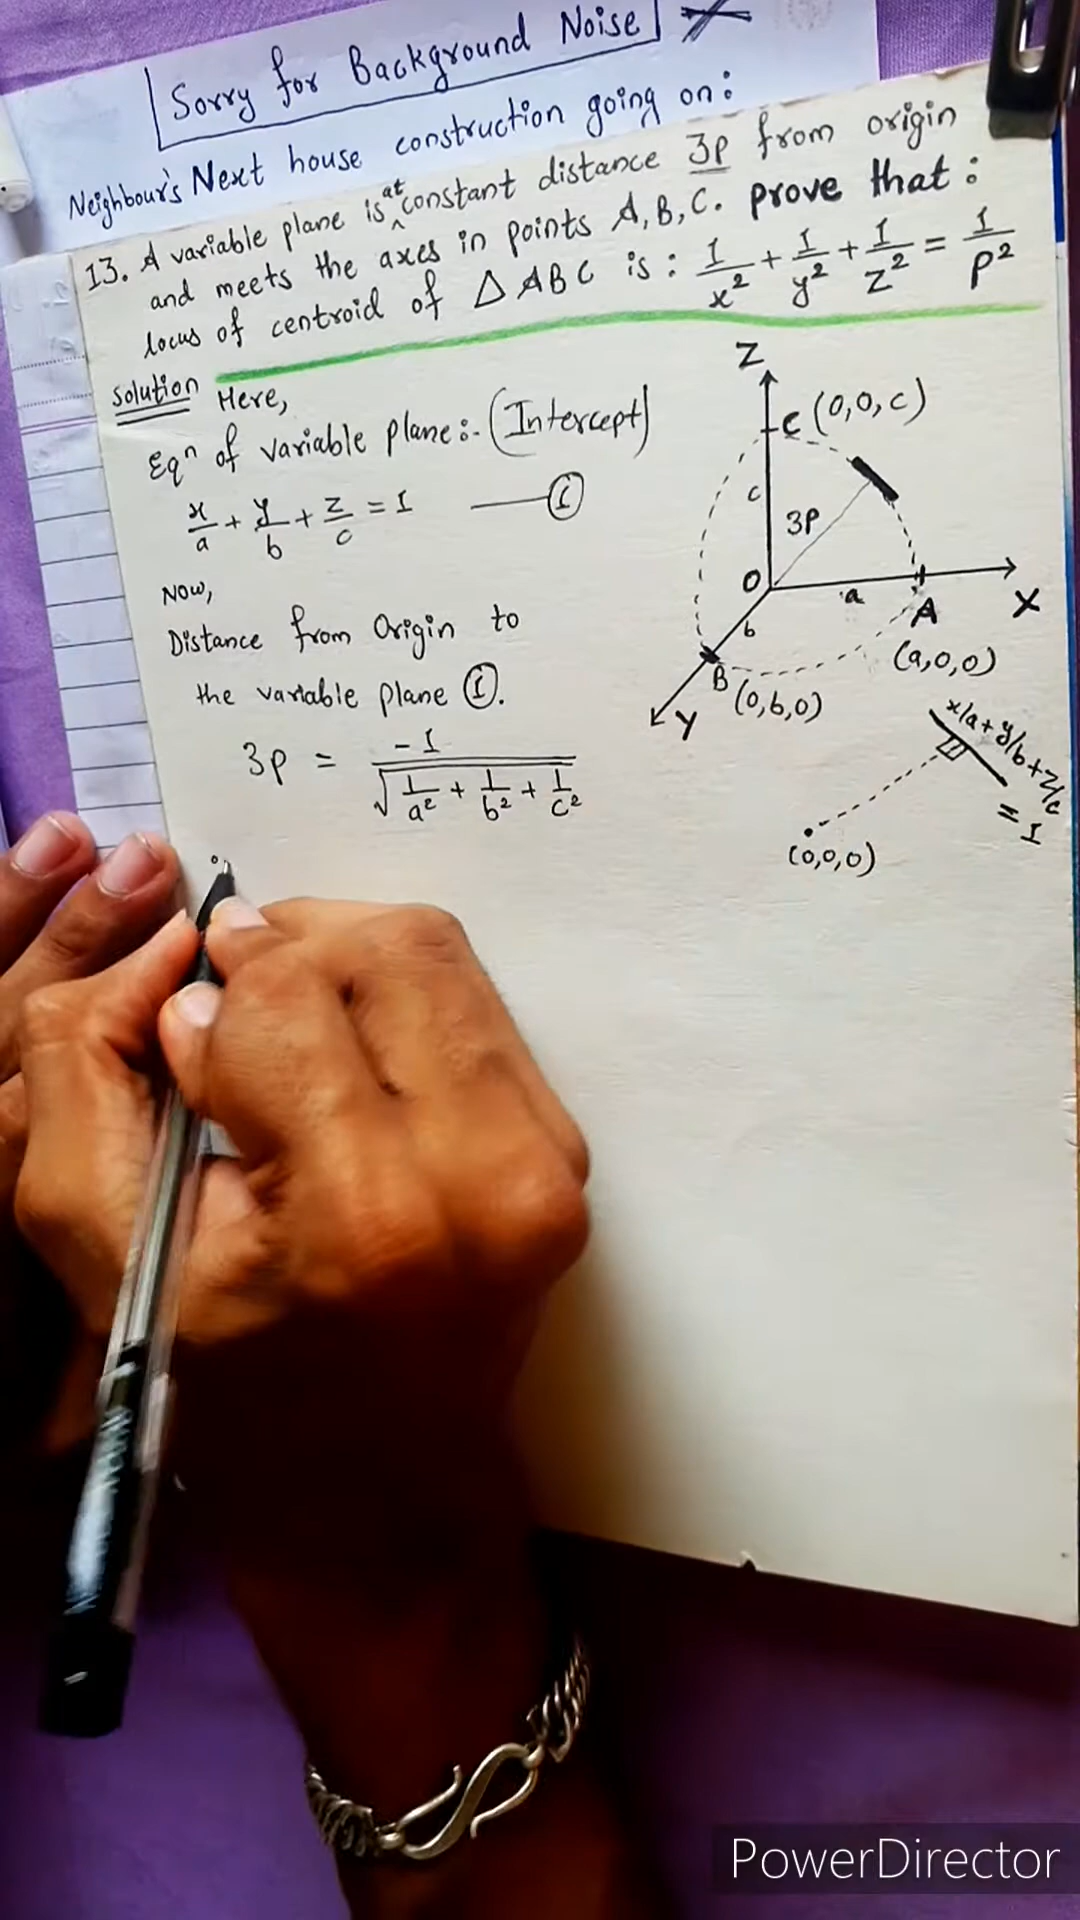 Sorry for Background Noise
Neighbour's Next house construction going on:
13. A variable plane is at constant distance 3p from origin
and meets the axes in points A, B, C. prove that:
locus of centroid of △ABC is: 1/x² + 1/y² + 1/z² = 1/p²
Solution Here,
Eqⁿ of variable plane:- (Intercept)
x/a + y/b + z/c = 1 —— (1)
Now,
Distance from Origin to
the variable plane (1).
3p = -1/√(1/a² + 1/b² + 1/c²)
Z
C (0,0,c)
c
3p
O
a
A
X
(a,0,0)
b
B
(0,b,0)
Y
x/a + y/b + z/c
= 1
(0,0,0)
PowerDirector